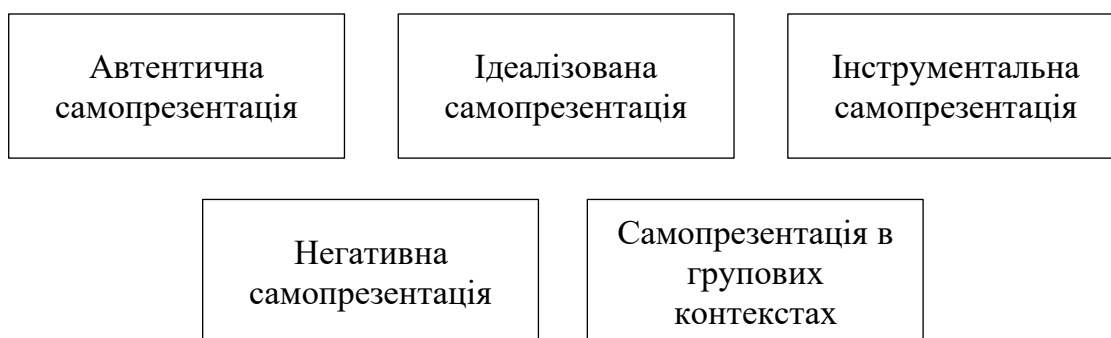 Автентична
самопрезентація
Ідеалізована
самопрезентація
Інструментальна
самопрезентація
Негативна
самопрезентація
Самопрезентація в
групових
контекстах